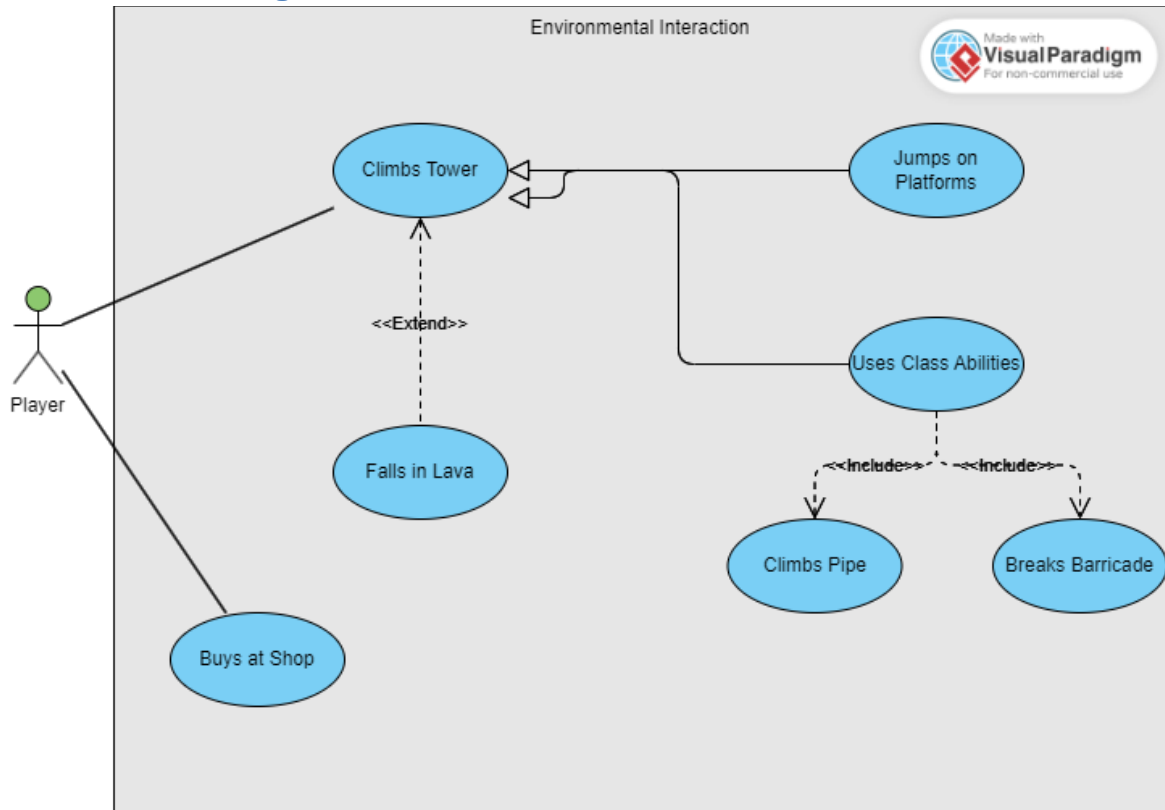 Environmental Interaction
Made with
Visual Paradigm
For non-commercial use
Climbs Tower
Jumps on
Platforms
<<Extend>>
Uses Class Abilities
Player
Falls in Lava
<<Include>>
<<Include>>
Climbs Pipe
Breaks Barricade
Buys at Shop